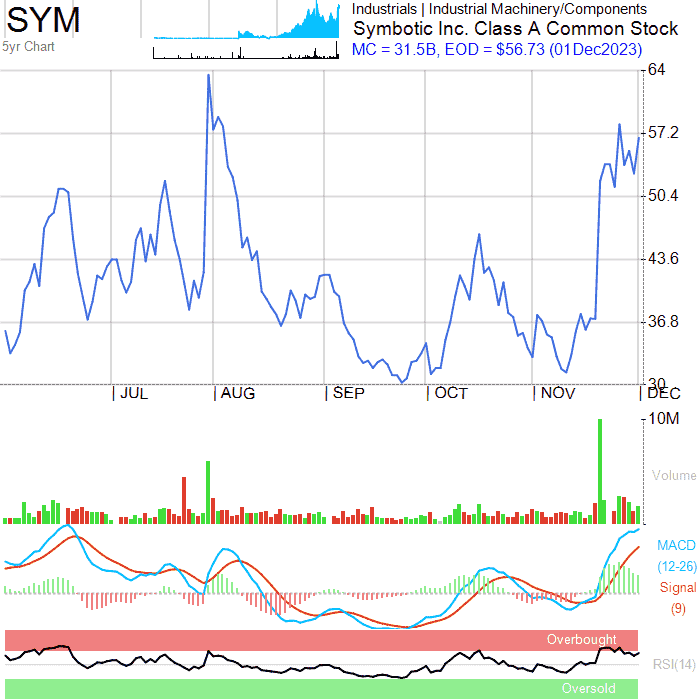 SYM
5yr Chart
Industrials | Industrial Machinery/Components
Symbotic Inc. Class A Common Stock
MC = 31.5B, EOD = $56.73 (01Dec2023)
64
57.2
50.4
43.6
36.8
30
| JUL | AUG | SEP | OCT | NOV | DEC
10M
Volume
MACD
(12-26)
Signal
(9)
Overbought
RSI(14)
Oversold